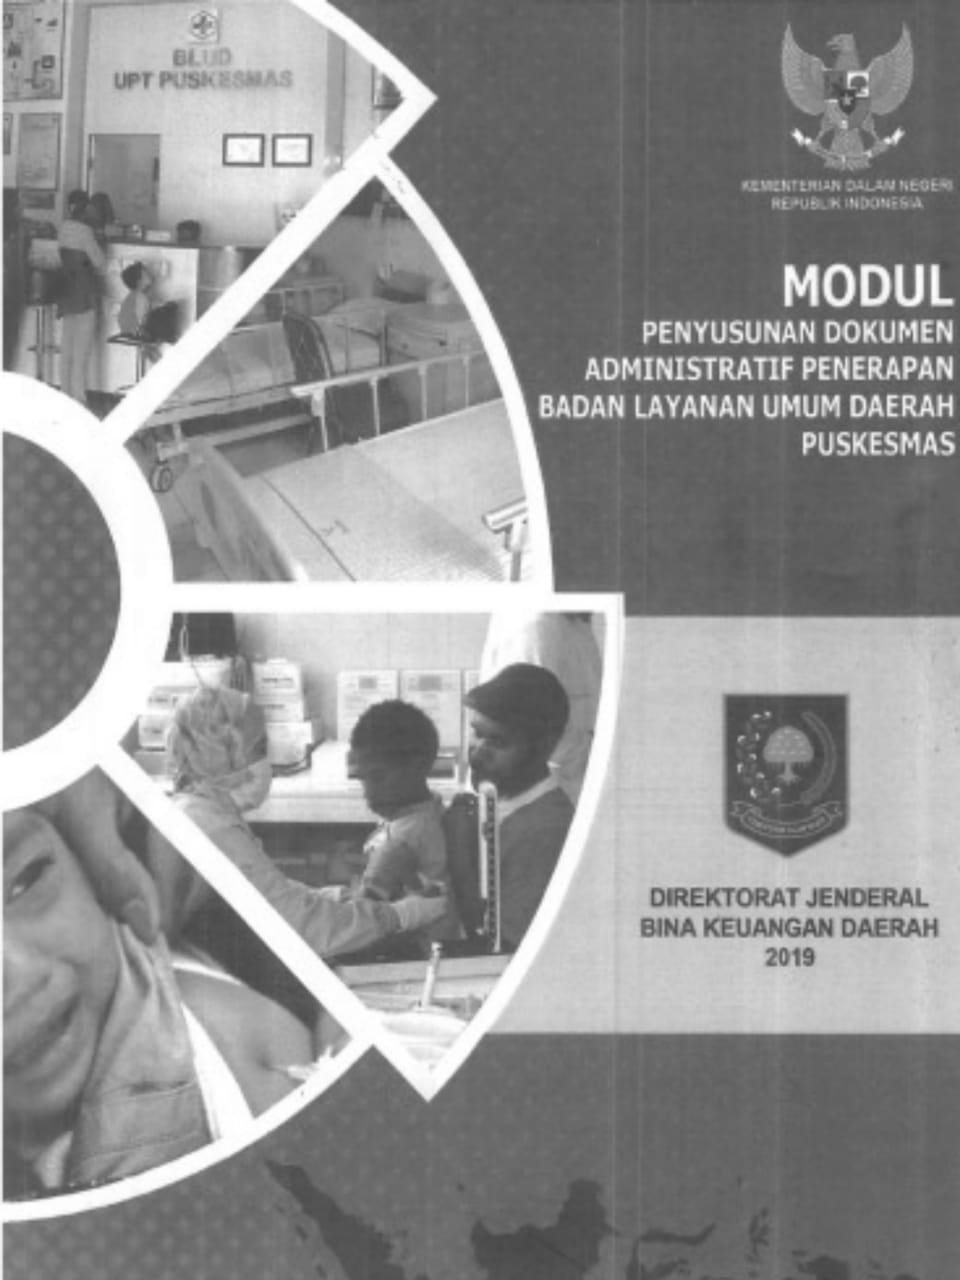 BLUD
UPT PUSKESMAS
KEMENTERIAN DALAM NEGERI
REPUBLIK INDONESIA
MODUL
PENYUSUNAN DOKUMEN
ADMINISTRATIF PENERAPAN
BADAN LAYANAN UMUM DAERAH
PUSKESMAS
DIREKTORAT JENDERAL
BINA KEUANGAN DAERAH
2019